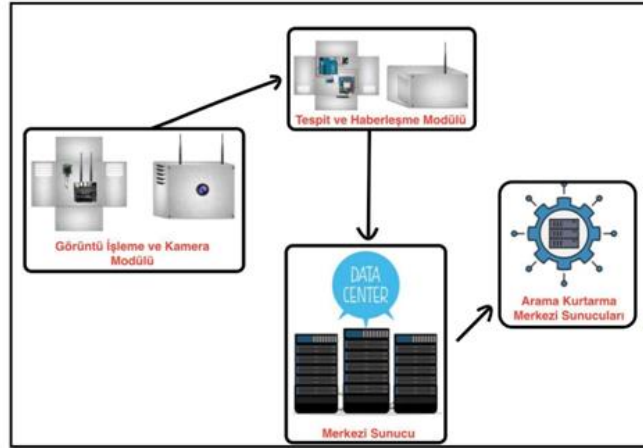 Tespit ve Haberleşme Modülü
Görüntü İşleme ve Kamera
Modülü
DATA
CENTER
Arama Kurtarma
Merkezi Sunucuları
Merkezi Sunucu